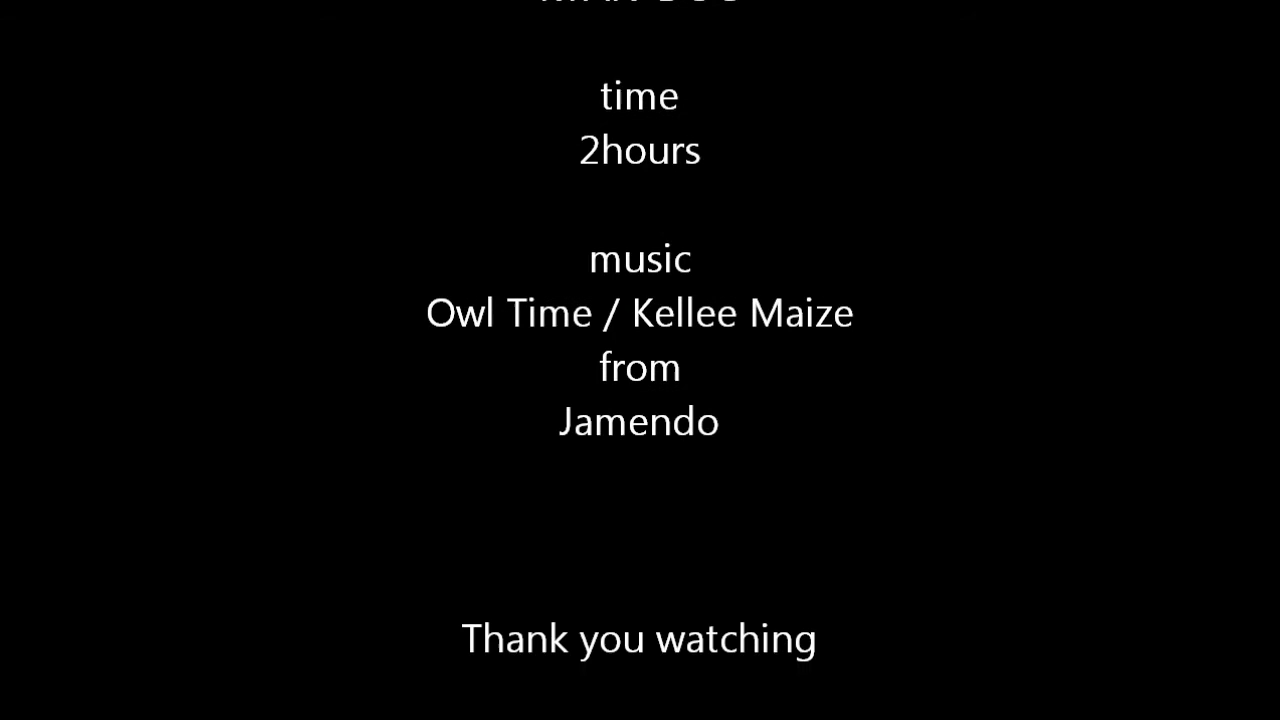 time
2hours
music
Owl Time / Kellee Maize
from
Jamendo
Thank you watching